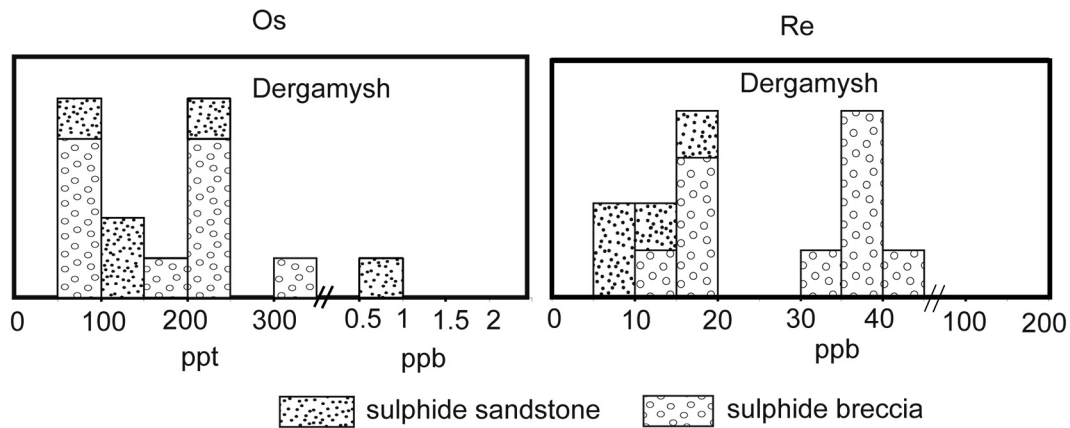 Os
Re
Dergamysh
Dergamysh
0 100 200 300 0.5 1 1.5 2
ppt ppb
0 10 20 30 40 100 200
ppb
sulphide sandstone
sulphide breccia